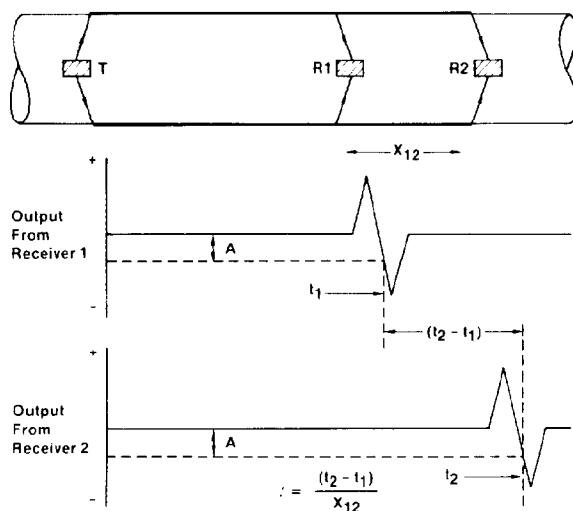 T
R1
R2
X12
+
Output
From
Receiver 1
A
t1
-
(t2 - t1)
+
Output
From
Receiver 2
A
t2
-
= (t2 - t1)
X12